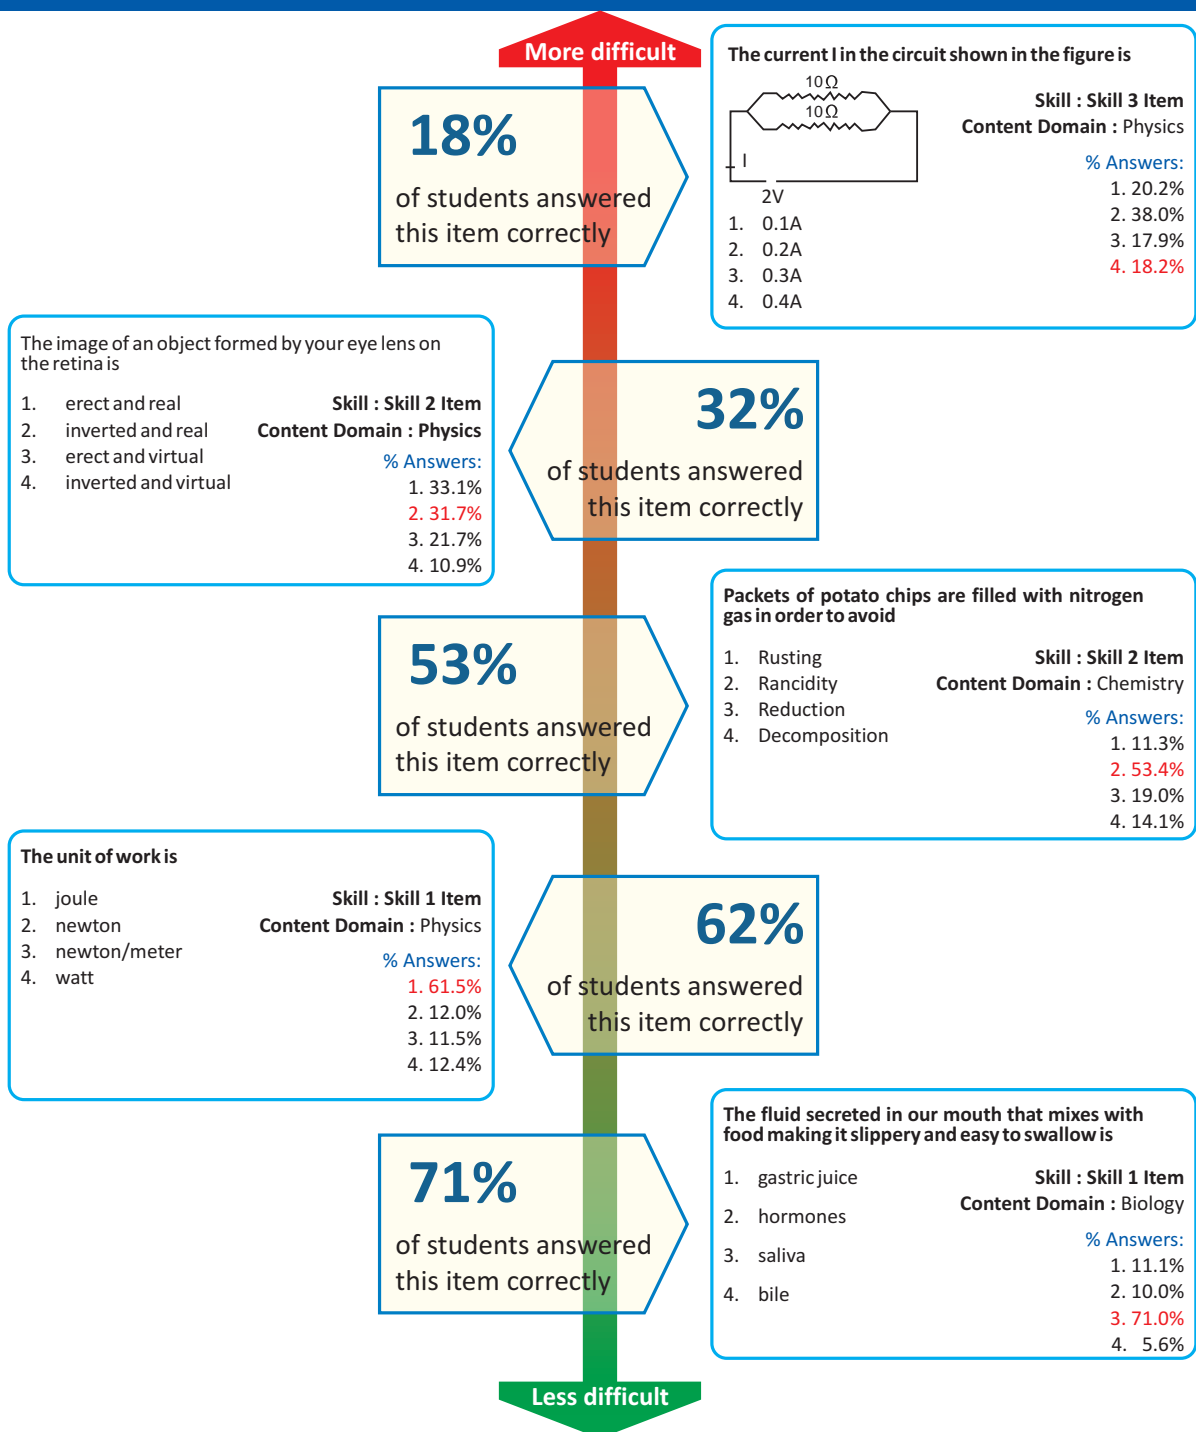 More difficult
18%
of students answered
this item correctly
The current I in the circuit shown in the figure is
10Ω
10Ω
I
2V
1. 0.1A
2. 0.2A
3. 0.3A
4. 0.4A
Skill : Skill 3 Item
Content Domain : Physics
% Answers:
1. 20.2%
2. 38.0%
3. 17.9%
4. 18.2%
The image of an object formed by your eye lens on
the retina is
1. erect and real
2. inverted and real
3. erect and virtual
4. inverted and virtual
Skill : Skill 2 Item
Content Domain : Physics
% Answers:
1. 33.1%
2. 31.7%
3. 21.7%
4. 10.9%
32%
of students answered
this item correctly
53%
of students answered
this item correctly
Packets of potato chips are filled with nitrogen
gas in order to avoid
1. Rusting
2. Rancidity
3. Reduction
4. Decomposition
Skill : Skill 2 Item
Content Domain : Chemistry
% Answers:
1. 11.3%
2. 53.4%
3. 19.0%
4. 14.1%
The unit of work is
1. joule
2. newton
3. newton/meter
4. watt
Skill : Skill 1 Item
Content Domain : Physics
% Answers:
1. 61.5%
2. 12.0%
3. 11.5%
4. 12.4%
62%
of students answered
this item correctly
71%
of students answered
this item correctly
The fluid secreted in our mouth that mixes with
food making it slippery and easy to swallow is
1. gastric juice
2. hormones
3. saliva
4. bile
Skill : Skill 1 Item
Content Domain : Biology
% Answers:
1. 11.1%
2. 10.0%
3. 71.0%
4. 5.6%
Less difficult